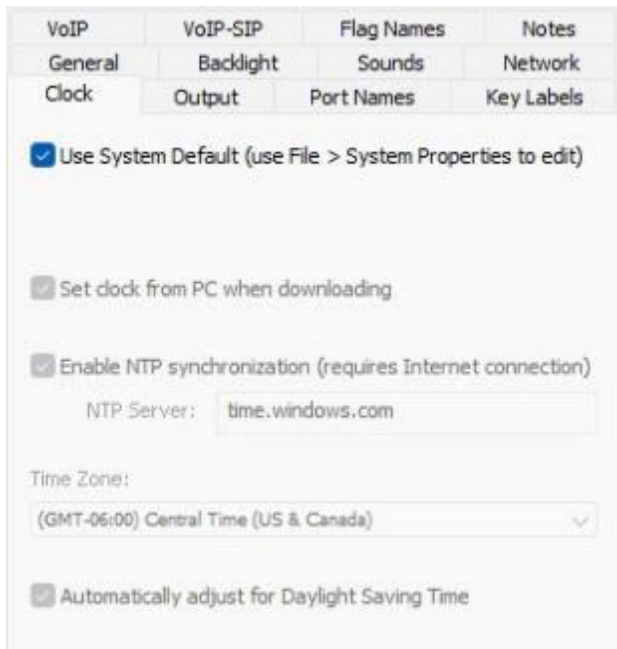 VoIP VoIP-SIP Flag Names Notes
General Backlight Sounds Network
Clock Output Port Names Key Labels
Use System Default (use File > System Properties to edit)
Set clock from PC when downloading
Enable NTP synchronization (requires Internet connection)
NTP Server: time.windows.com
Time Zone:
(GMT-06:00) Central Time (US & Canada)
Automatically adjust for Daylight Saving Time